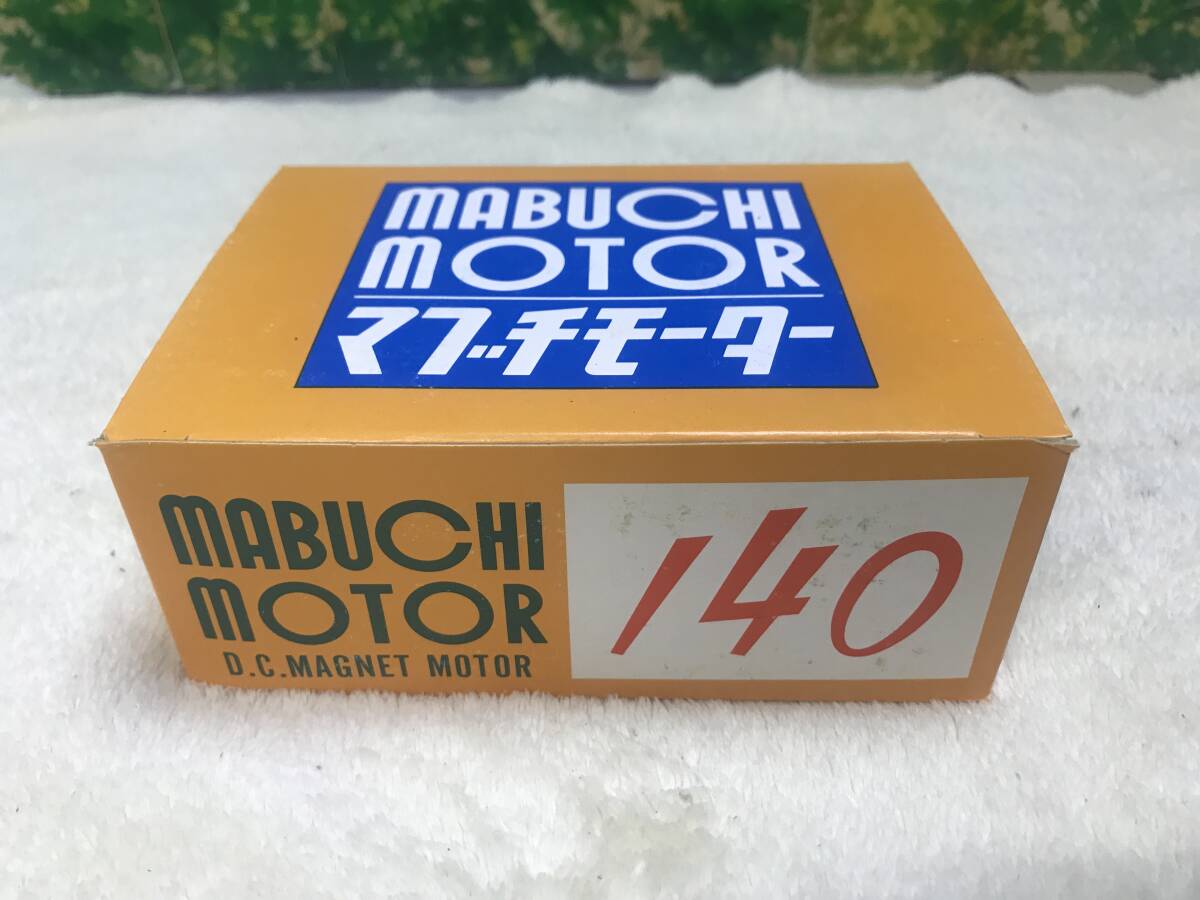 MABUCHI
MOTOR
マブチモーター
MABUCHI
MOTOR
D.C.MAGNET MOTOR
140